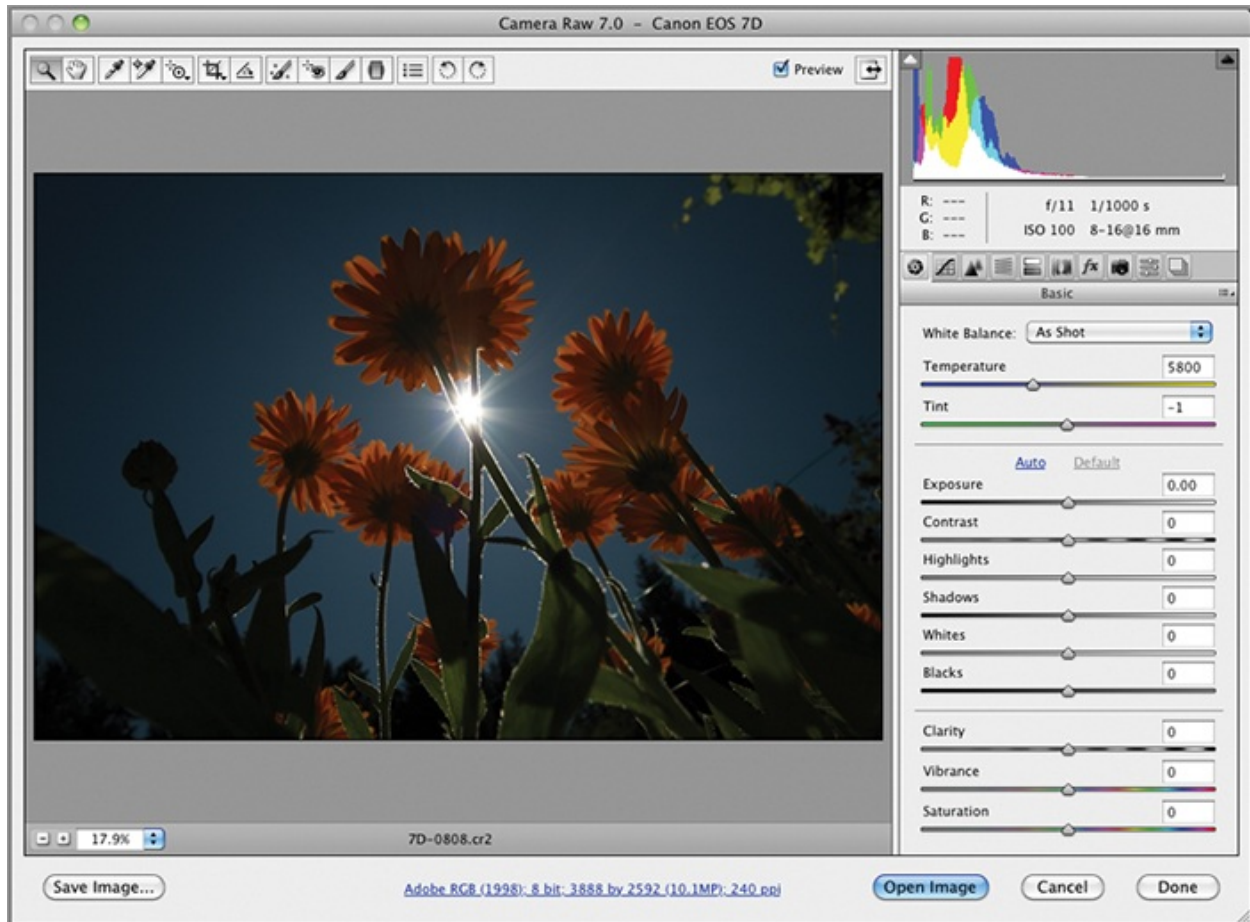 Camera Raw 7.0 – Canon EOS 7D
Preview
R: ---
G: ---
B: ---
f/11 1/1000 s
ISO 100 8-16@16 mm
fx
Basic
White Balance: As Shot
Temperature 5800
Tint -1
Auto Default
Exposure 0.00
Contrast 0
Highlights 0
Shadows 0
Whites 0
Blacks 0
Clarity 0
Vibrance 0
Saturation 0
17.9%
7D-0808.cr2
Save Image...
Adobe RGB (1998); 8 bit; 3888 by 2592 (10.1MP); 240 ppi
Open Image
Cancel
Done